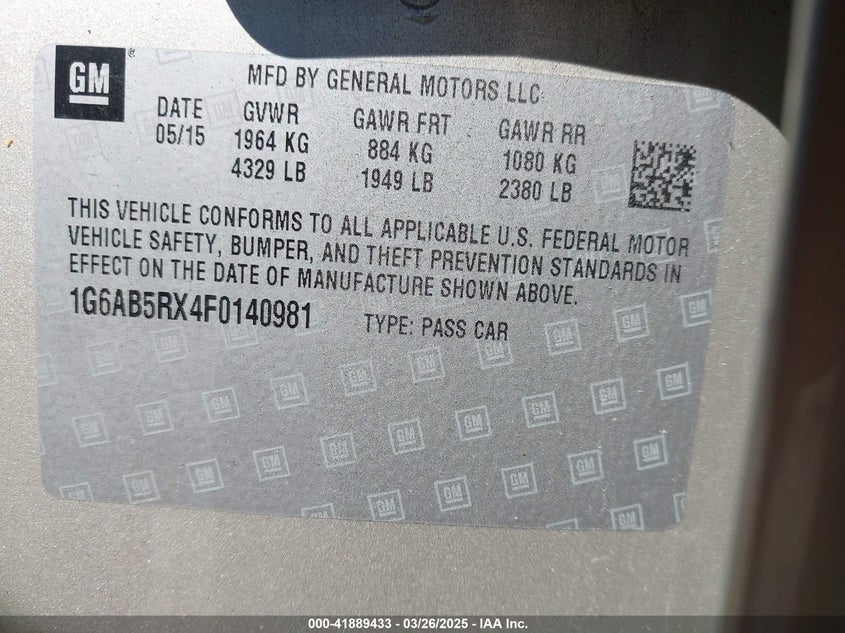 GM
®
MFD BY GENERAL MOTORS LLC
DATE GVWR GAWR FRT GAWR RR
05/15 1964 KG 884 KG 1080 KG
4329 LB 1949 LB 2380 LB
THIS VEHICLE CONFORMS TO ALL APPLICABLE U.S. FEDERAL MOTOR
VEHICLE SAFETY, BUMPER, AND THEFT PREVENTION STANDARDS IN
EFFECT ON THE DATE OF MANUFACTURE SHOWN ABOVE.
1G6AB5RX4F0140981 TYPE: PASS CAR
000-41889433 - 03/26/2025 - IAA Inc.